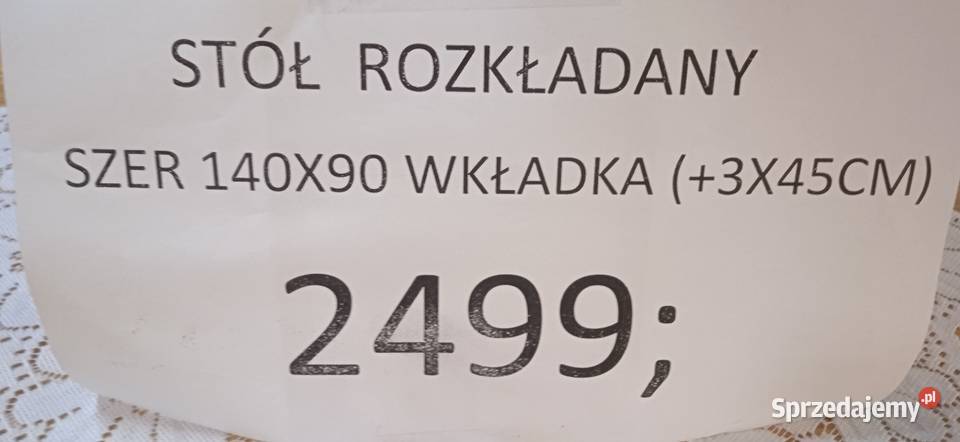 STÓŁ ROZKŁADANY
SZER 140X90 WKŁADKA (+3X45CM)
2499;
Sprzedajemy.pl